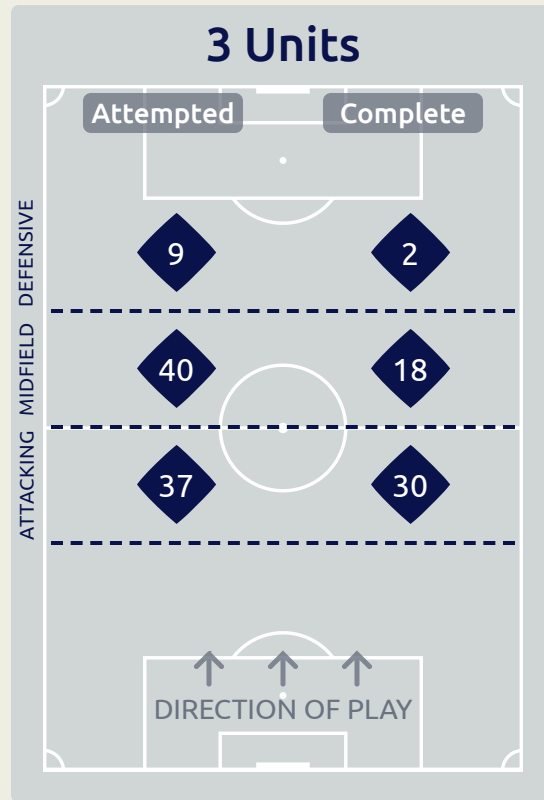 3 Units
Attempted Complete
DEFENSIVE
9 2
MIDFIELD
40 18
ATTACKING
37 30
DIRECTION OF PLAY